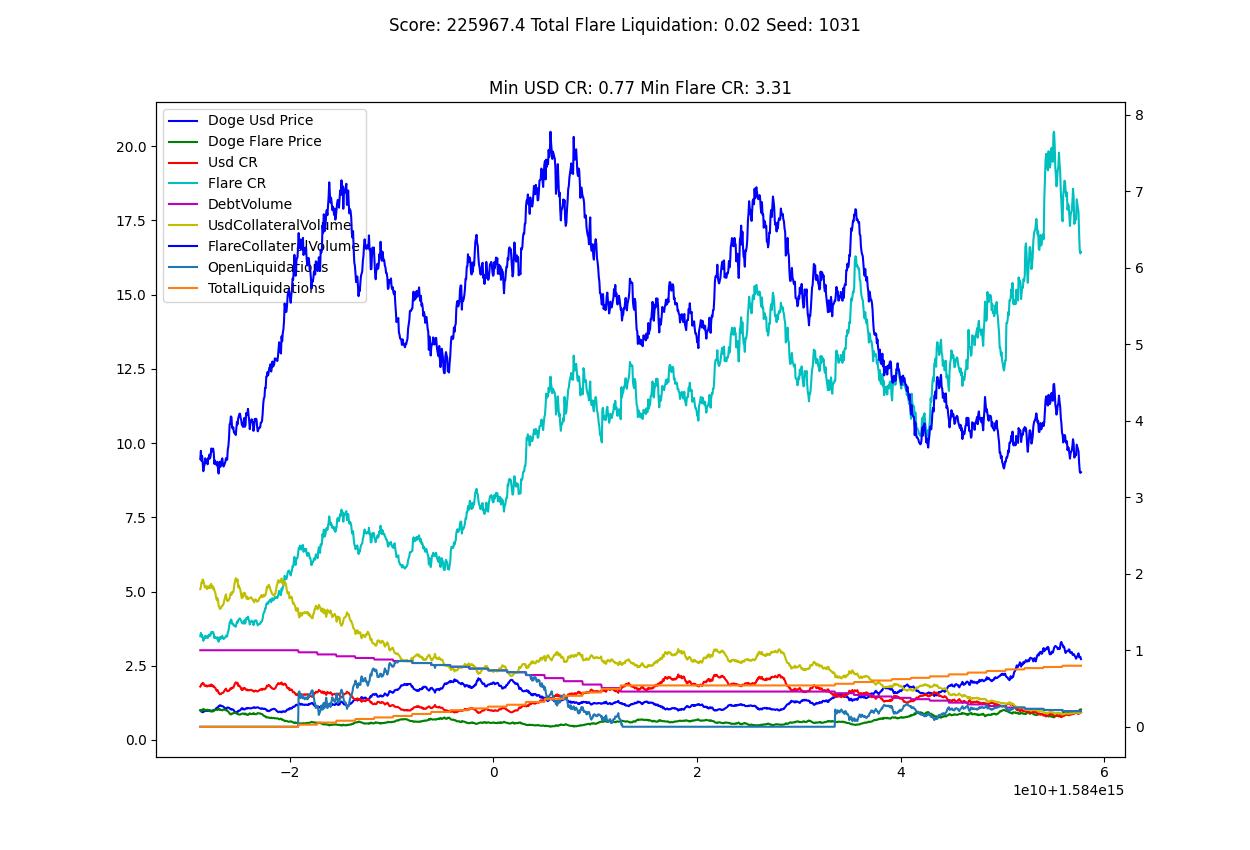 Score: 225967.4 Total Flare Liquidation: 0.02 Seed: 1031
Min USD CR: 0.77 Min Flare CR: 3.31
Doge Usd Price
Doge Flare Price
Usd CR
Flare CR
DebtVolume
UsdCollateralVolume
FlareCollateralVolume
OpenLiquidations
TotalLiquidations
20.0
17.5
15.0
12.5
10.0
7.5
5.0
2.5
0.0
8
7
6
5
4
3
2
1
0
−2 0 2 4 6
1e10+1.584e15